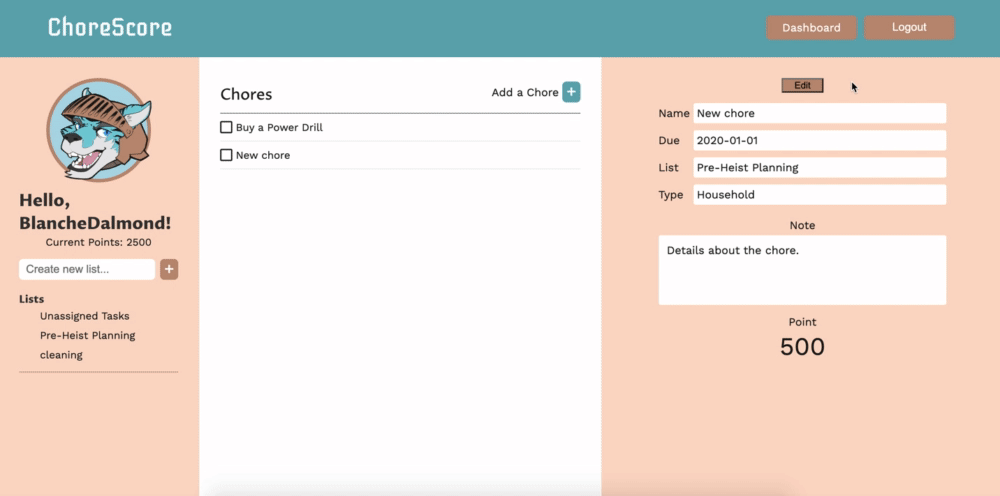 ChoreScore
Dashboard
Logout
Hello,
BlancheDalmond!
Current Points: 2500
Create new list...
+
Lists
Unassigned Tasks
Pre-Heist Planning
cleaning
Chores
Add a Chore +
Buy a Power Drill
New chore
Edit
Name New chore
Due 2020-01-01
List Pre-Heist Planning
Type Household
Note
Details about the chore.
Point
500